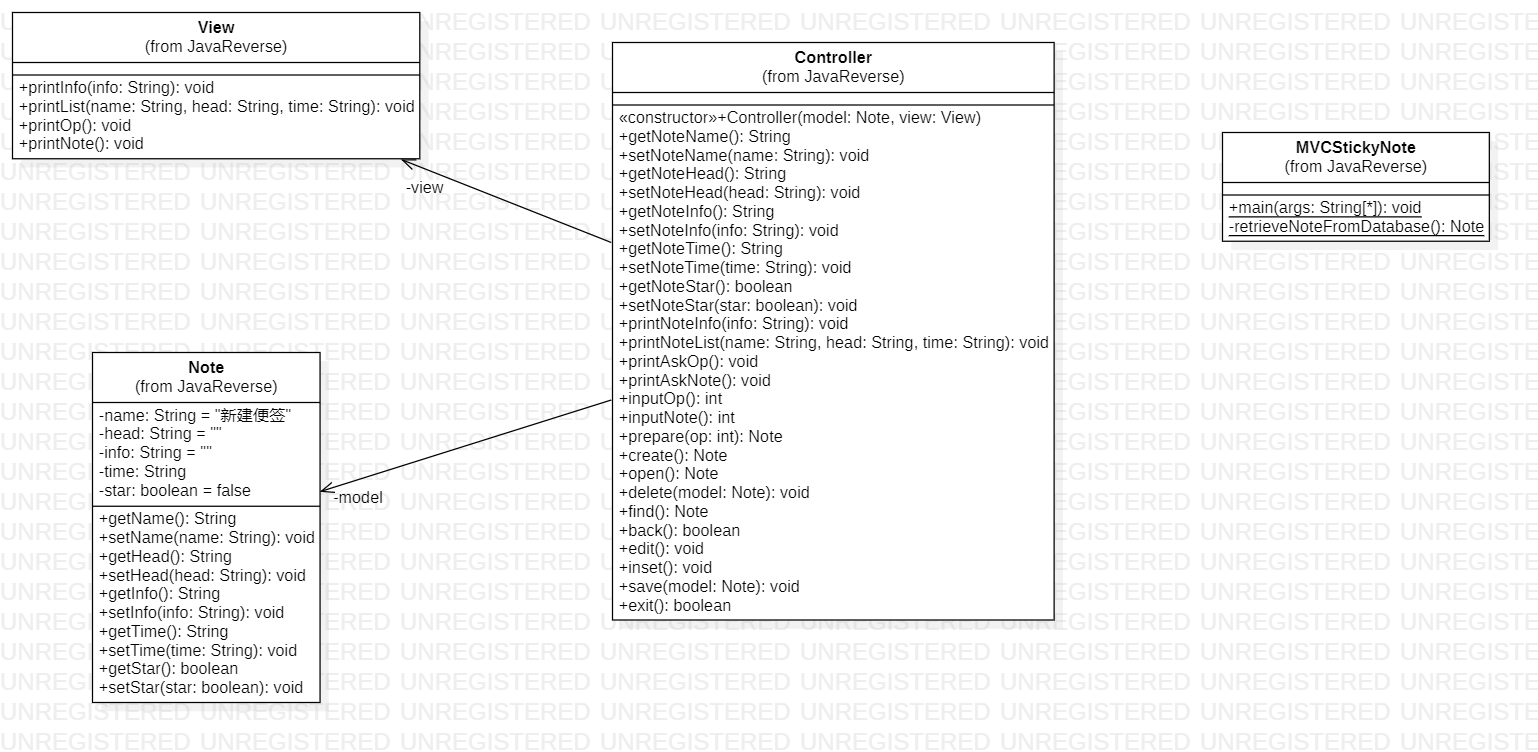 View
(from JavaReverse)
+printInfo(info: String): void
+printList(name: String, head: String, time: String): void
+printOp(): void
+printNote(): void
-view
Controller
(from JavaReverse)
«constructor»+Controller(model: Note, view: View)
+getNoteName(): String
+setNoteName(name: String): void
+getNoteHead(): String
+setNoteHead(head: String): void
+getNoteInfo(): String
+setNoteInfo(info: String): void
+getNoteTime(): String
+setNoteTime(time: String): void
+getNoteStar(): boolean
+setNoteStar(star: boolean): void
+printNoteInfo(info: String): void
+printNoteList(name: String, head: String, time: String): void
+printAskOp(): void
+printAskNote(): void
+inputOp(): int
+inputNote(): int
+prepare(op: int): Note
+create(): Note
+open(): Note
+delete(model: Note): void
+find(): Note
+back(): boolean
+edit(): void
+inset(): void
+save(model: Note): void
+exit(): boolean
MVCStickyNote
(from JavaReverse)
+main(args: String[*]): void
-retrieveNoteFromDatabase(): Note
Note
(from JavaReverse)
-name: String = "新建便签"
-head: String = ""
-info: String = ""
-time: String
-star: boolean = false
+getName(): String
+setName(name: String): void
+getHead(): String
+setHead(head: String): void
+getInfo(): String
+setInfo(info: String): void
+getTime(): String
+setTime(time: String): void
+getStar(): boolean
+setStar(star: boolean): void
-model
UNREGISTERED